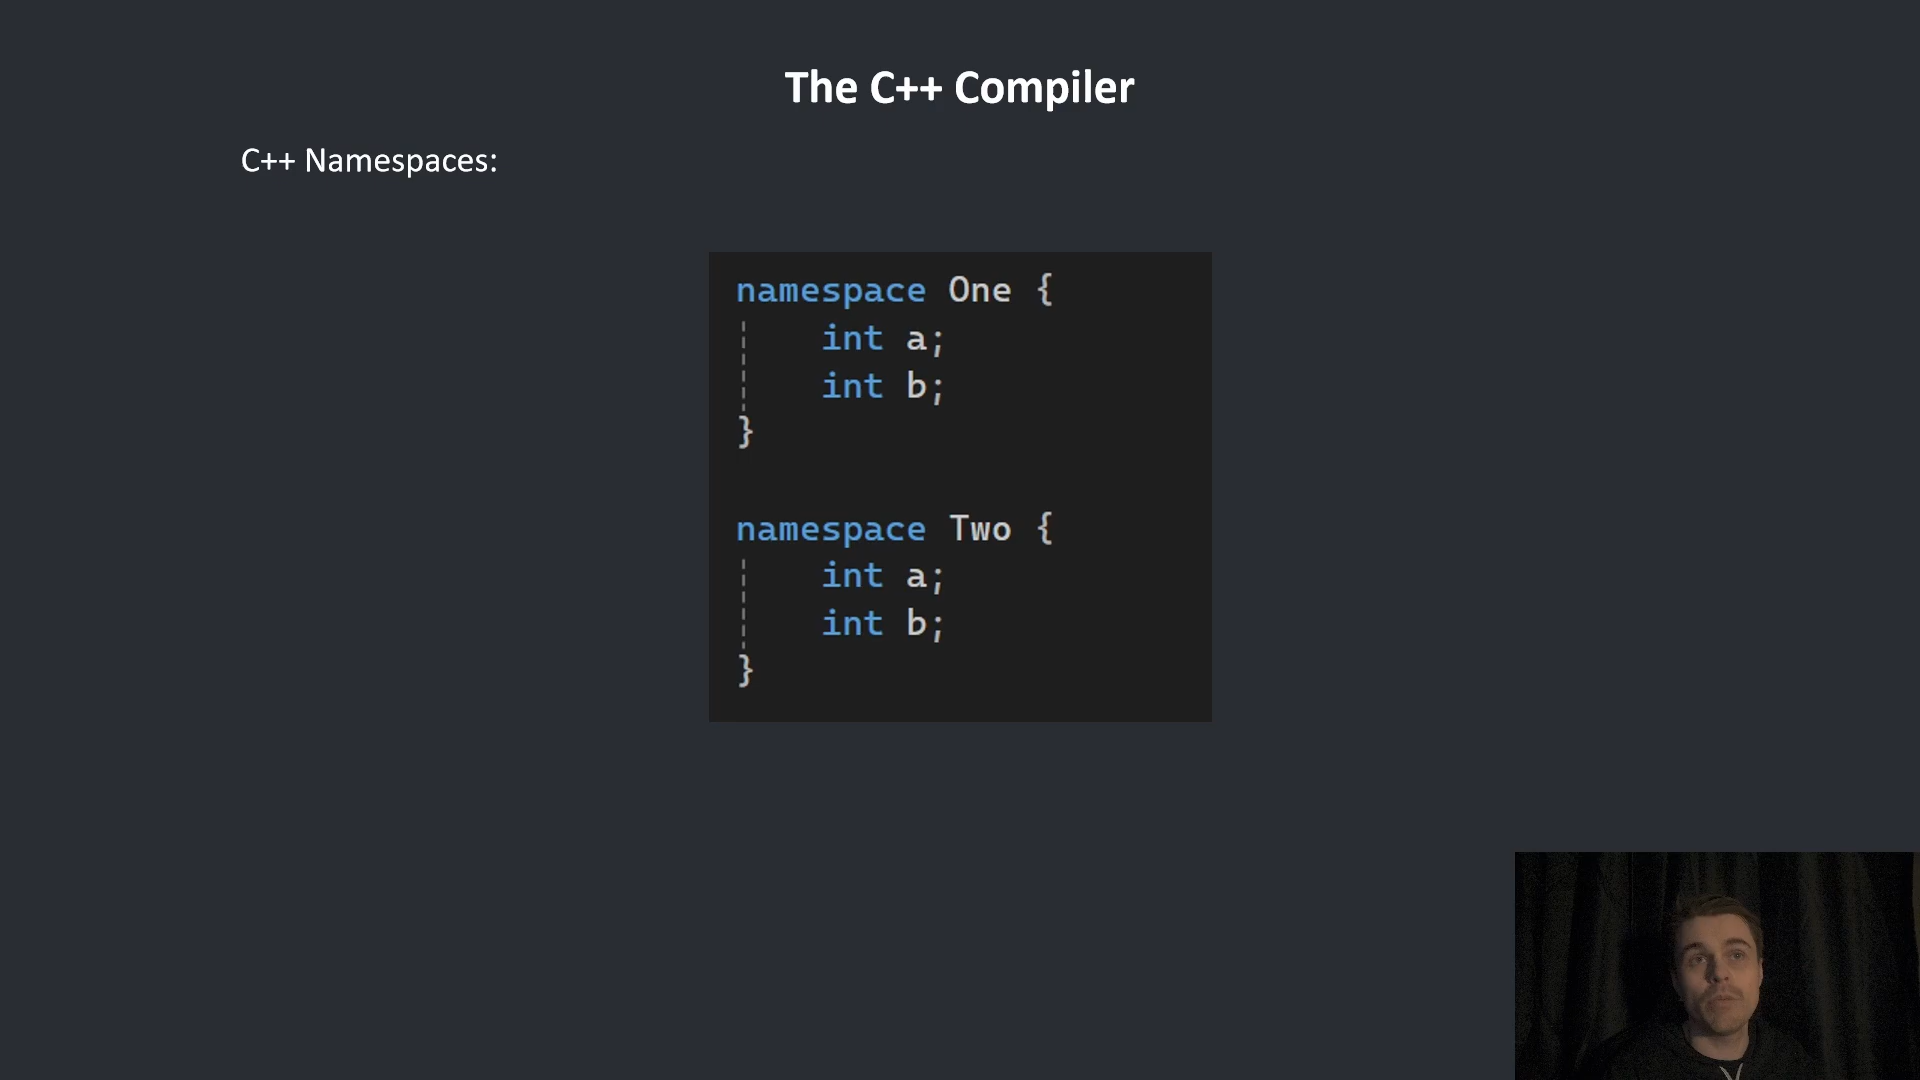 The C++ Compiler
C++ Namespaces:
namespace One {
int a;
int b;
}
namespace Two {
int a;
int b;
}